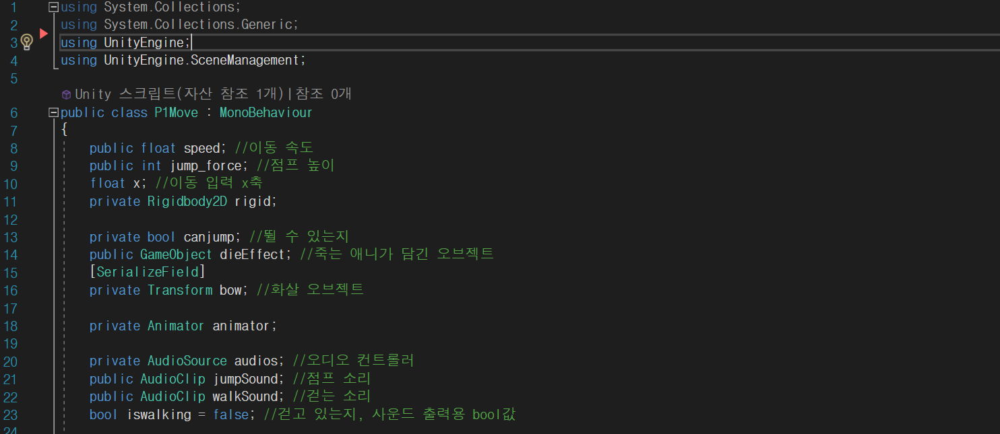 1 using System.Collections;
2 using System.Collections.Generic;
3 using UnityEngine;
4 using UnityEngine.SceneManagement;
5
Unity 스크립트(자산 참조 1개)|참조 0개
6 public class P1Move : MonoBehaviour
7 {
8 public float speed; //이동 속도
9 public int jump_force; //점프 높이
10 float x; //이동 입력 x축
11 private Rigidbody2D rigid;
12
13 private bool canjump; //뛸 수 있는지
14 public GameObject dieEffect; //죽는 애니가 담긴 오브젝트
15 [SerializeField]
16 private Transform bow; //화살 오브젝트
17
18 private Animator animator;
19
20 private AudioSource audios; //오디오 컨트롤러
21 public AudioClip jumpSound; //점프 소리
22 public AudioClip walkSound; //걷는 소리
23 bool iswalking = false; //걷고 있는지, 사운드 출력용 bool값
24